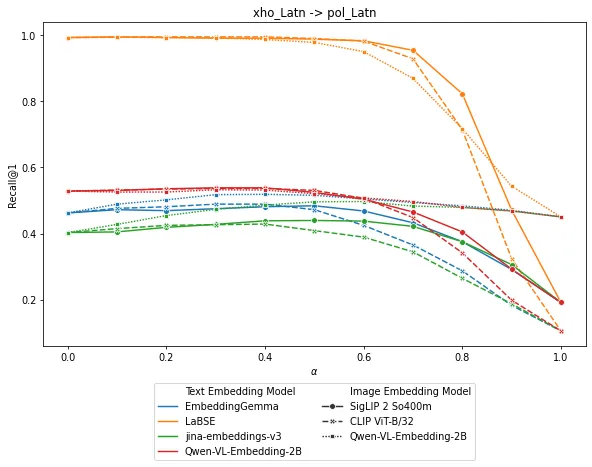 xho_Latn -> pol_Latn
Recall@1
1.0
0.8
0.6
0.4
0.2
0.0 0.2 0.4 0.6 0.8 1.0
α
Text Embedding Model Image Embedding Model
EmbeddingGemma SigLIP 2 So400m
LaBSE CLIP ViT-B/32
jina-embeddings-v3 Qwen-VL-Embedding-2B
Qwen-VL-Embedding-2B